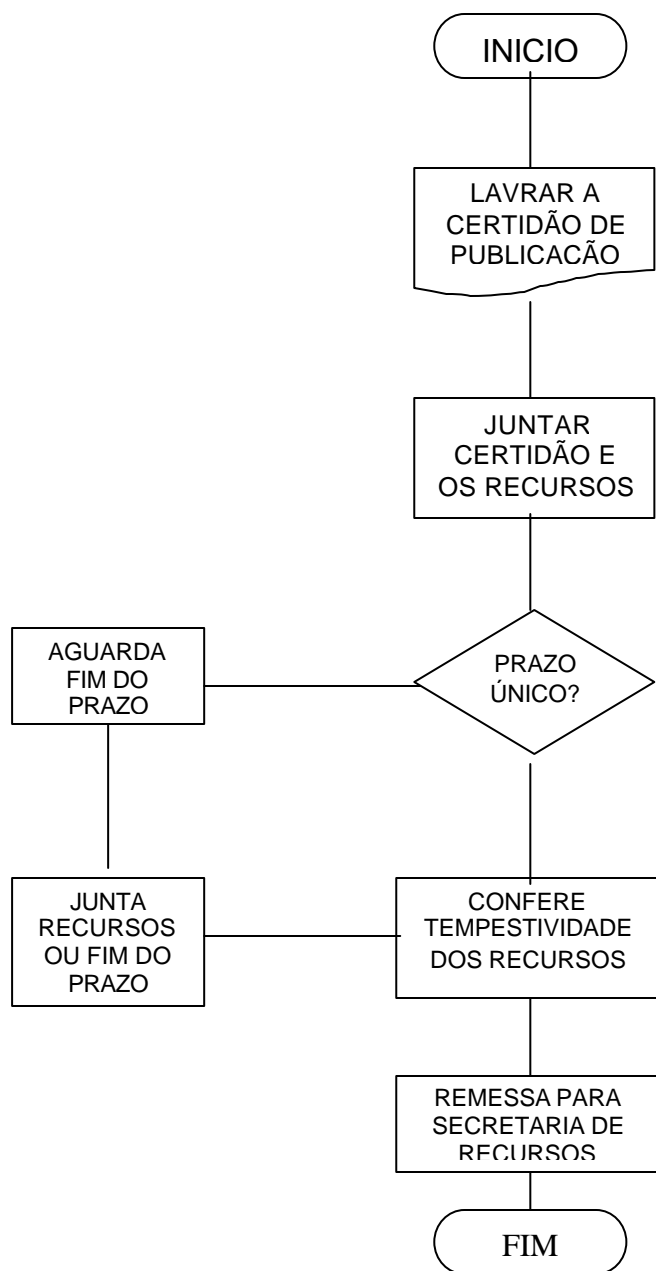 INICIO
LAVRAR A
CERTIDÃO DE
PUBLICAÇÃO
JUNTAR
CERTIDÃO E
OS RECURSOS
PRAZO
ÚNICO?
AGUARDA
FIM DO
PRAZO
JUNTA
RECURSOS
OU FIM DO
PRAZO
CONFERE
TEMPESTIVIDADE
DOS RECURSOS
REMESSA PARA
SECRETARIA DE
RECURSOS
FIM